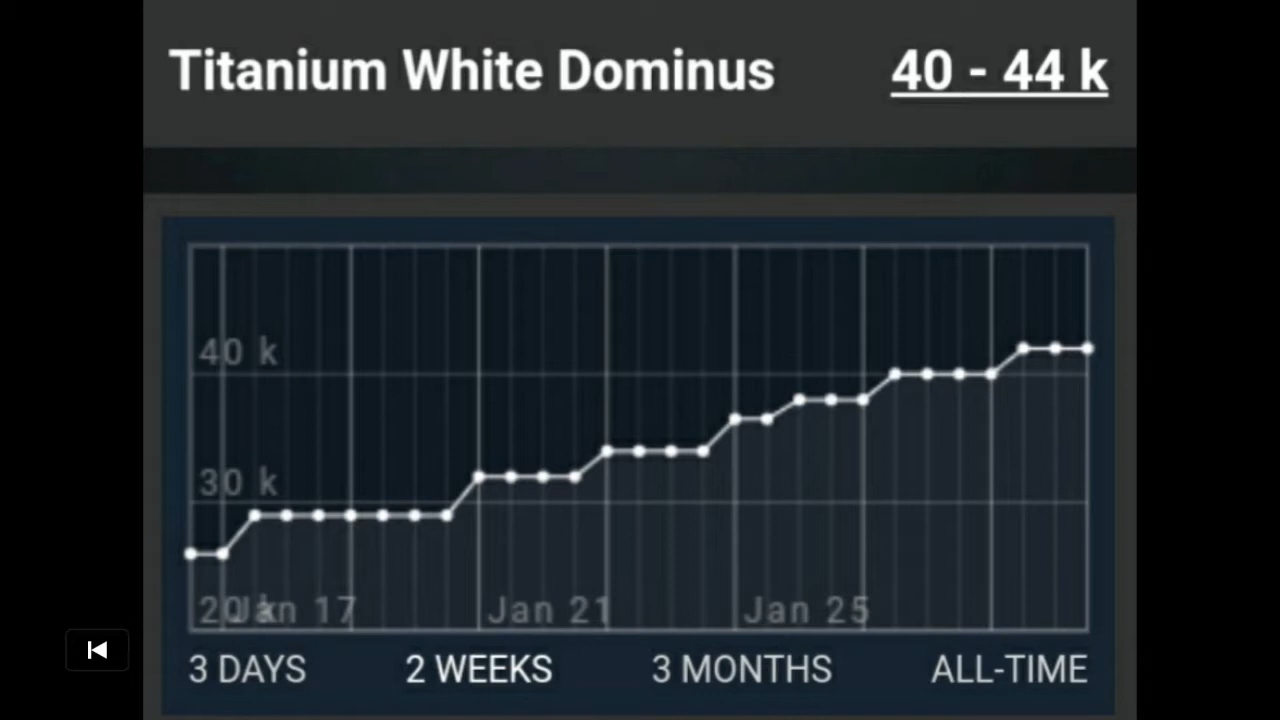 Titanium White Dominus 40 - 44 k
40 k
30 k
20 k Jan 17 Jan 21 Jan 25
3 DAYS 2 WEEKS 3 MONTHS ALL-TIME